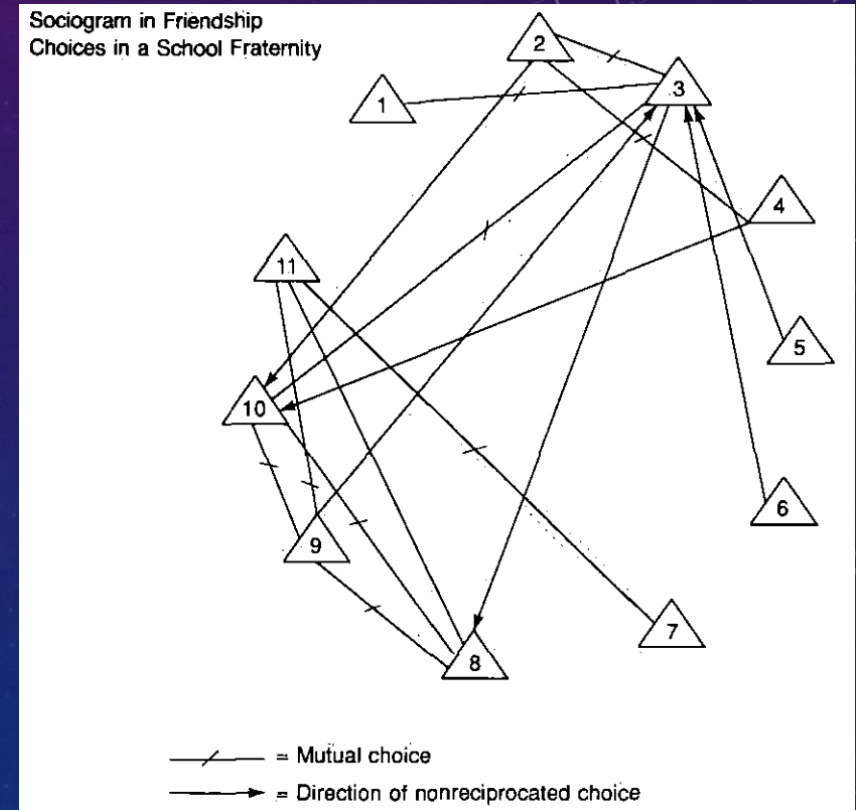 Sociogram in Friendship
Choices in a School Fraternity
2
3
1
4
11
5
10
6
9
7
8
= Mutual choice
= Direction of nonreciprocated choice